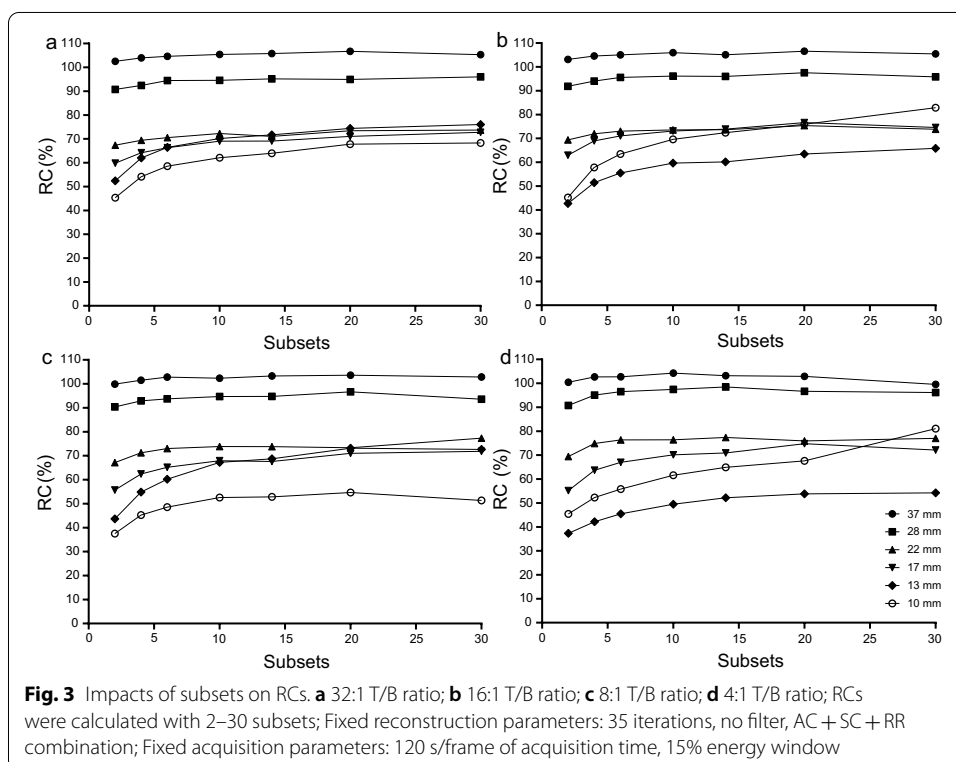 a
110
100
90
80
70
60
50
40
30
20
10
0
RC (%)
0 5 10 15 20 25 30
Subsets
b
110
100
90
80
70
60
50
40
30
20
10
0
RC (%)
0 5 10 15 20 25 30
Subsets
c
110
100
90
80
70
60
50
40
30
20
10
0
RC (%)
0 5 10 15 20 25 30
Subsets
d
110
100
90
80
70
60
50
40
30
20
10
0
RC (%)
0 5 10 15 20 25 30
Subsets
37 mm
28 mm
22 mm
17 mm
13 mm
10 mm
Fig. 3 Impacts of subsets on RCs. a 32:1 T/B ratio; b 16:1 T/B ratio; c 8:1 T/B ratio; d 4:1 T/B ratio; RCs
were calculated with 2–30 subsets; Fixed reconstruction parameters: 35 iterations, no filter, AC + SC + RR
combination; Fixed acquisition parameters: 120 s/frame of acquisition time, 15% energy window